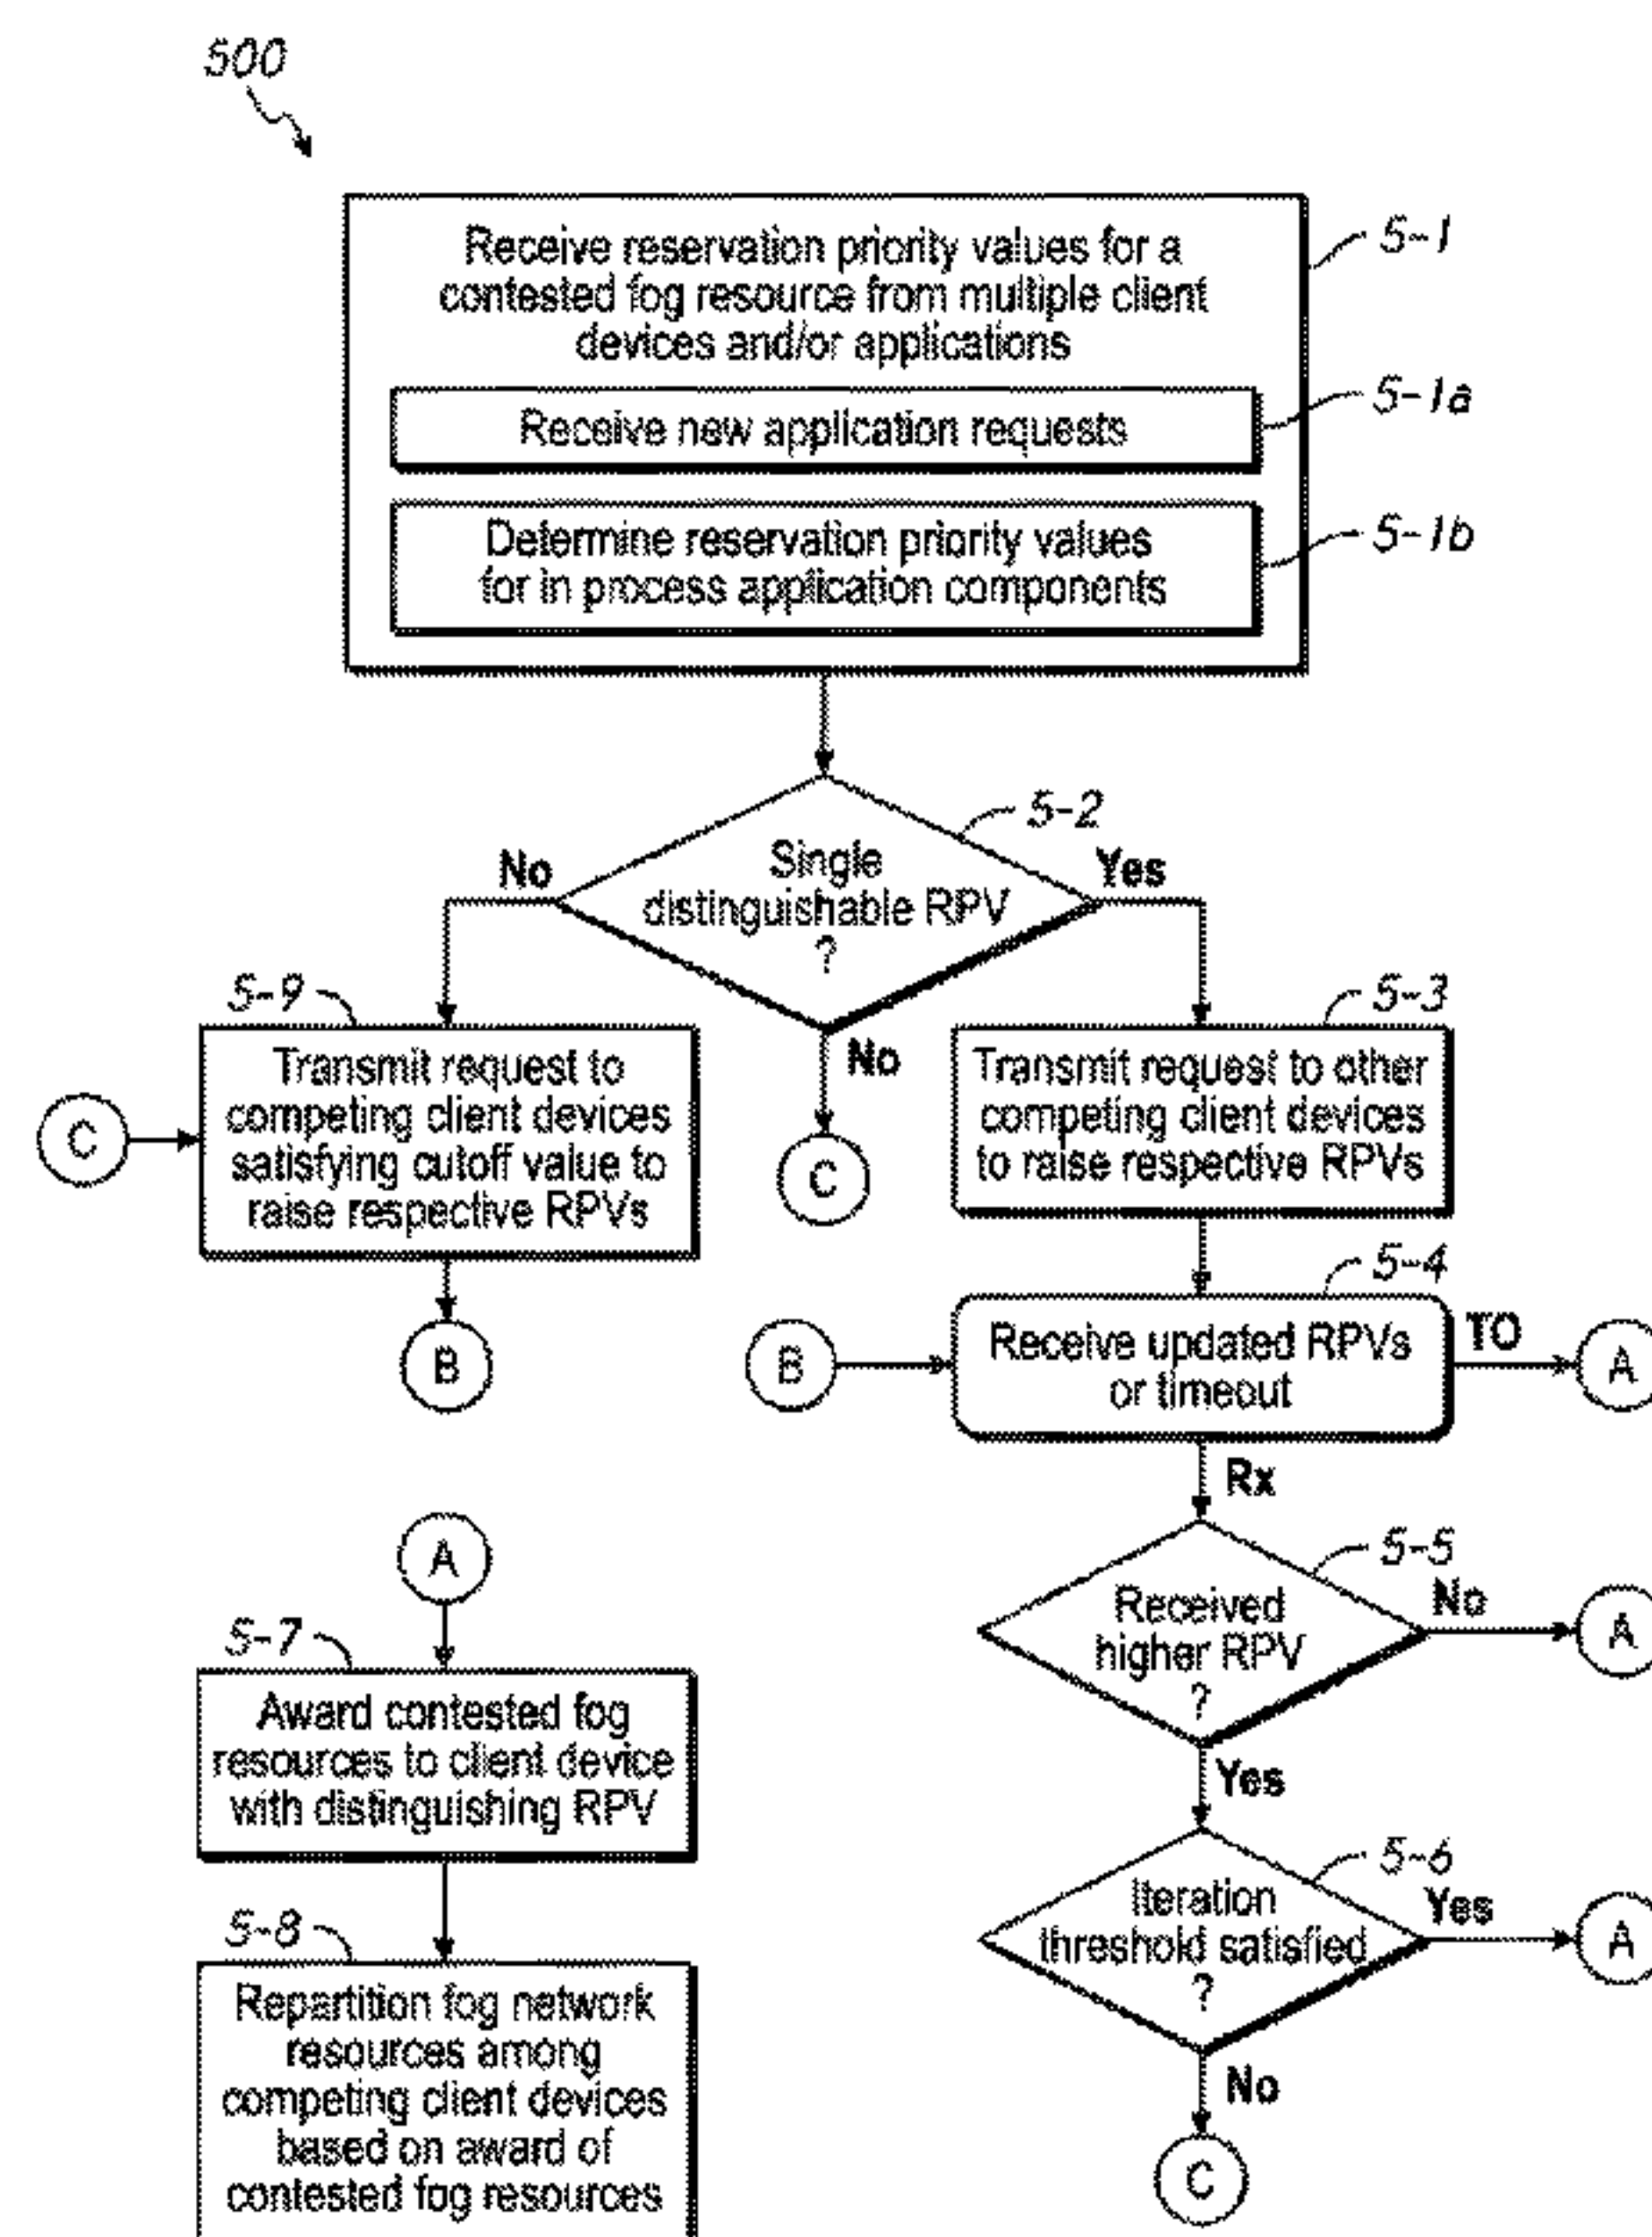 500
Receive reservation priority values for a
contested fog resource from multiple client
devices and/or applications
5-1
Receive new application requests
5-1a
Determine reservation priority values
for in process application components
5-1b
5-2
Single
distinguishable RPV
?
No
Yes
No
C
5-9
Transmit request to
competing client devices
satisfying cutoff value to
raise respective RPVs
C
B
5-3
Transmit request to other
competing client devices
to raise respective RPVs
5-4
B
Receive updated RPVs
or timeout
TO
A
Rx
5-5
Received
higher RPV
?
No
A
Yes
5-6
Iteration
threshold satisfied
?
Yes
A
No
C
A
5-7
Award contested fog
resources to client device
with distinguishing RPV
5-8
Repartition fog network
resources among
competing client devices
based on award of
contested fog resources